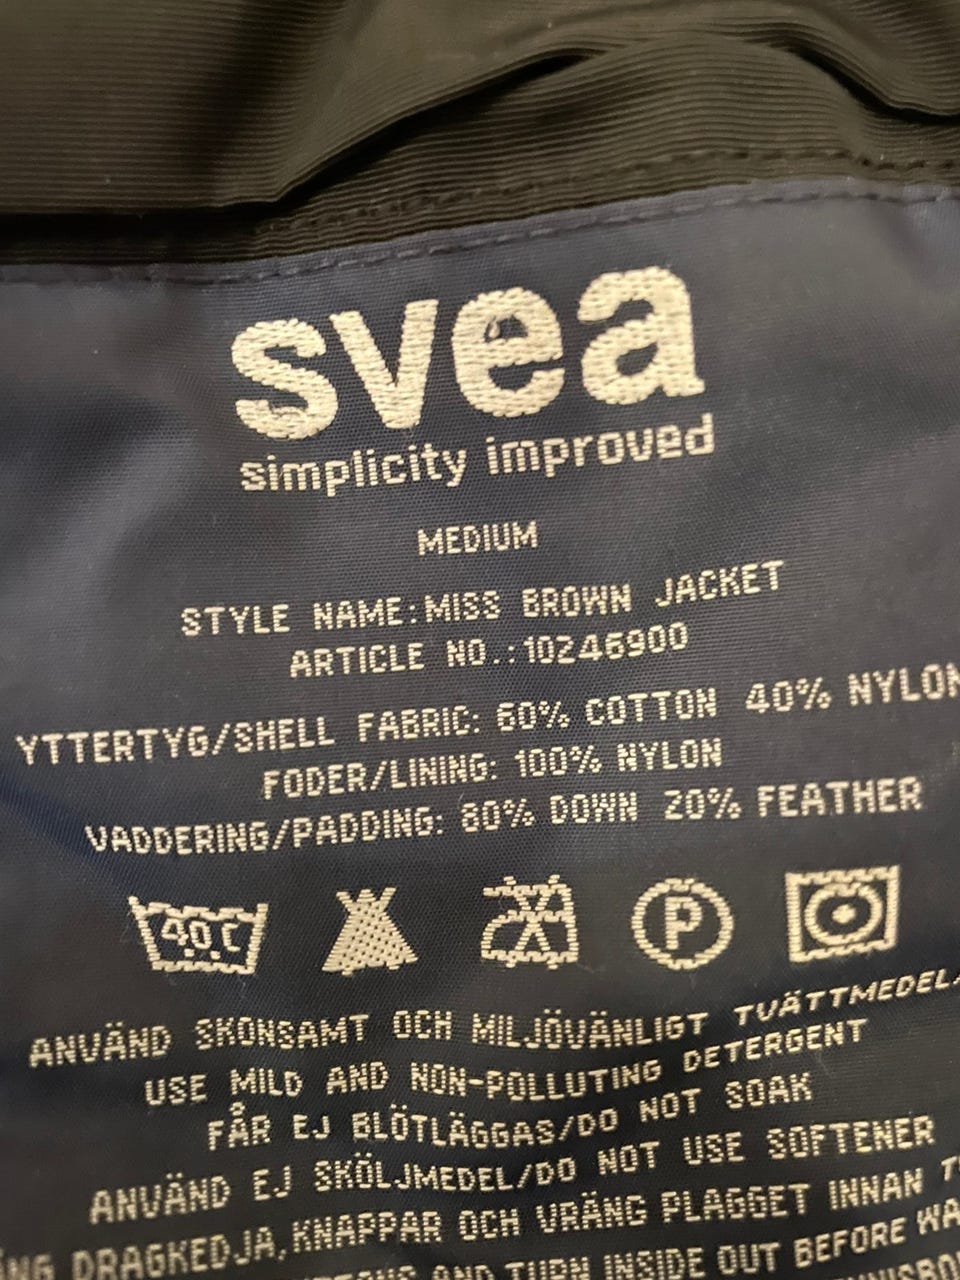 svea
simplicity improved
MEDIUM
STYLE NAME:MISS BROWN JACKET
ARTICLE NO.:10246900
YTTERTYG/SHELL FABRIC: 60% COTTON 40% NYLON
FODER/LINING: 100% NYLON
VADDERING/PADDING: 80% DOWN 20% FEATHER
40 C P
ANVÄND SKONSAMT OCH MILJÖVÄNLIGT TVÄTTMEDEL
USE MILD AND NON-POLLUTING DETERGENT
FÅR EJ BLÖTLÄGGAS/DO NOT SOAK
ANVÄND EJ SKÖLJMEDEL/DO NOT USE SOFTENER
DRAGKEDJA, KNAPPAR OCH VRÄNG PLAGGET INNAN
AND TURN INSIDE OUT BEFORE